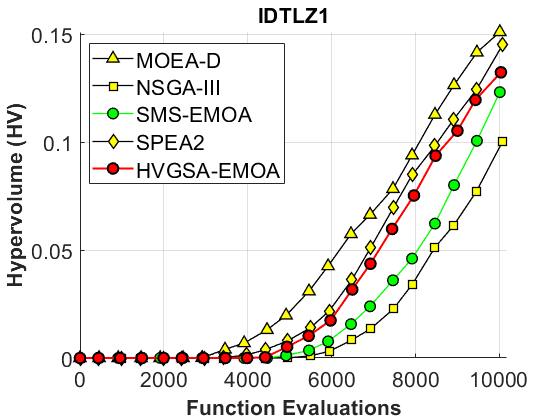 IDTLZ1
0.15
0.1
0.05
0
Hypervolume (HV)
MOEA-D
NSGA-III
SMS-EMOA
SPEA2
HVGSA-EMOA
0 2000 4000 6000 8000 10000
Function Evaluations